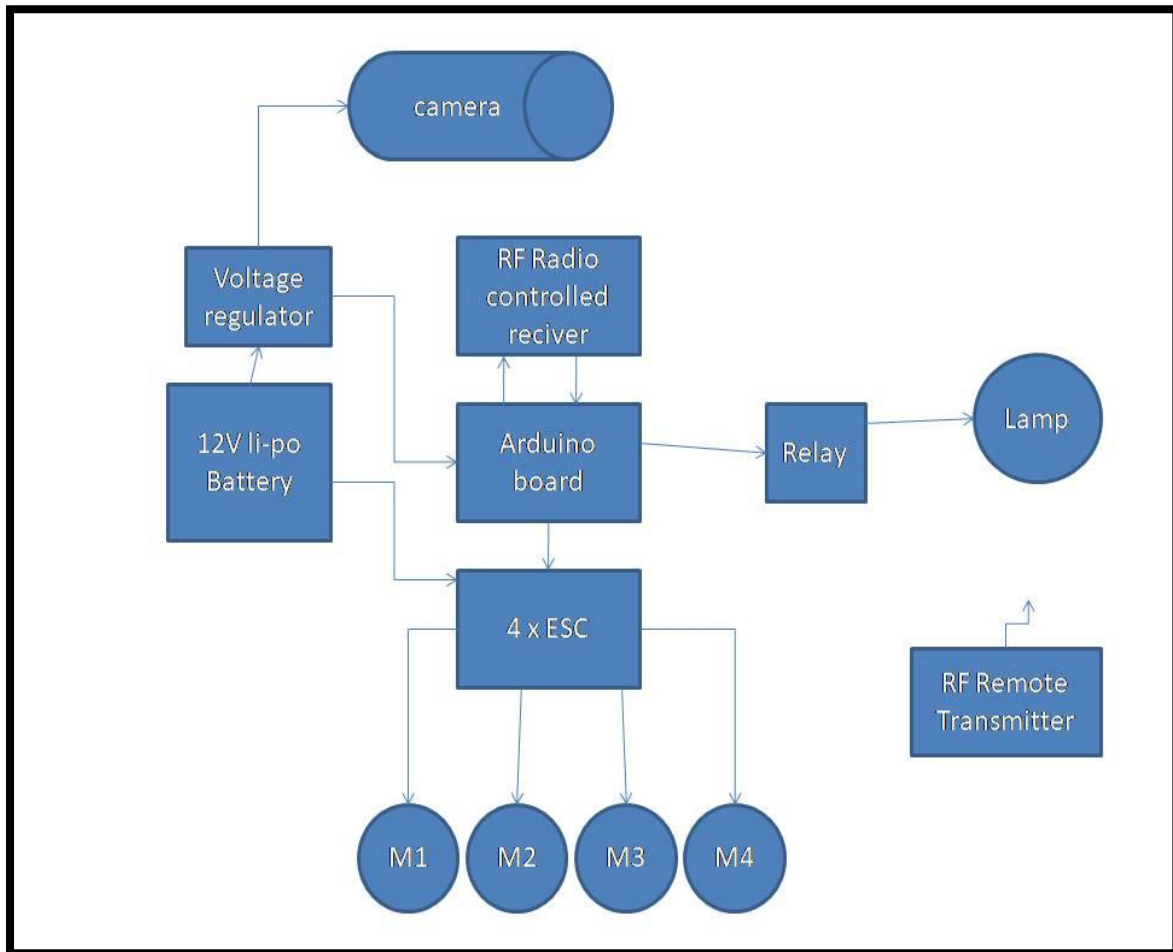 camera
Voltage
regulator
RF Radio
controlled
reciver
12V li-po
Battery
Arduino
board
Relay
Lamp
4 x ESC
RF Remote
Transmitter
M1
M2
M3
M4